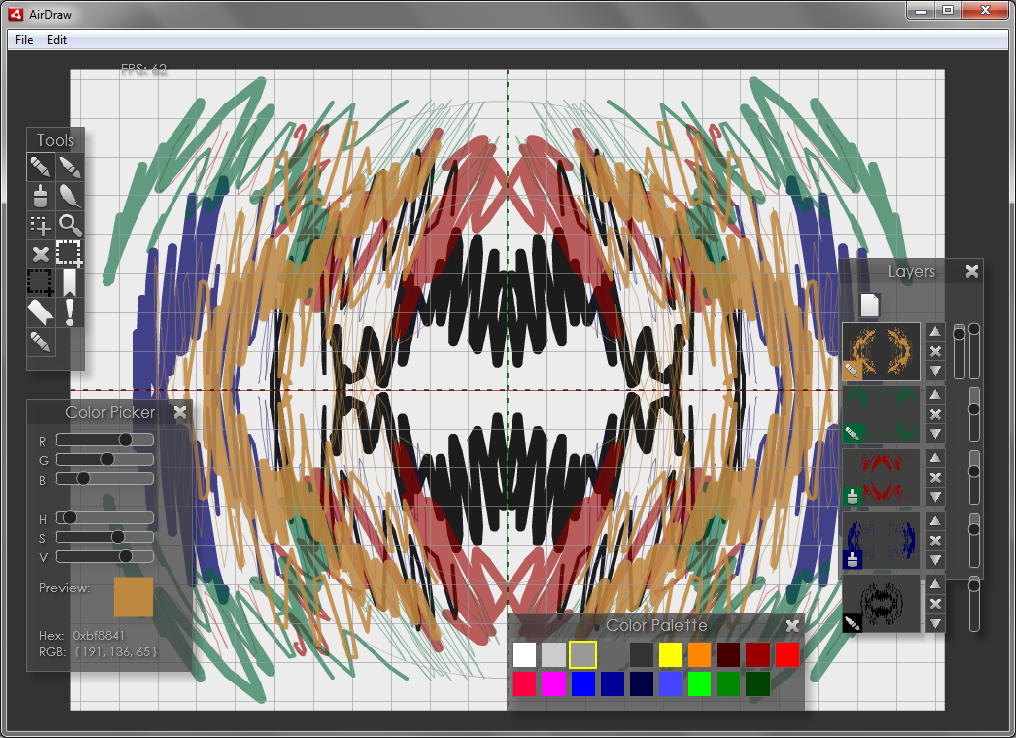 AirDraw
File Edit
FPS: 62
Tools
Layers
Color Picker
R
G
B
H
S
V
Preview:
Hex: 0xbf8841
RGB: { 191, 136, 65 }
Color Palette